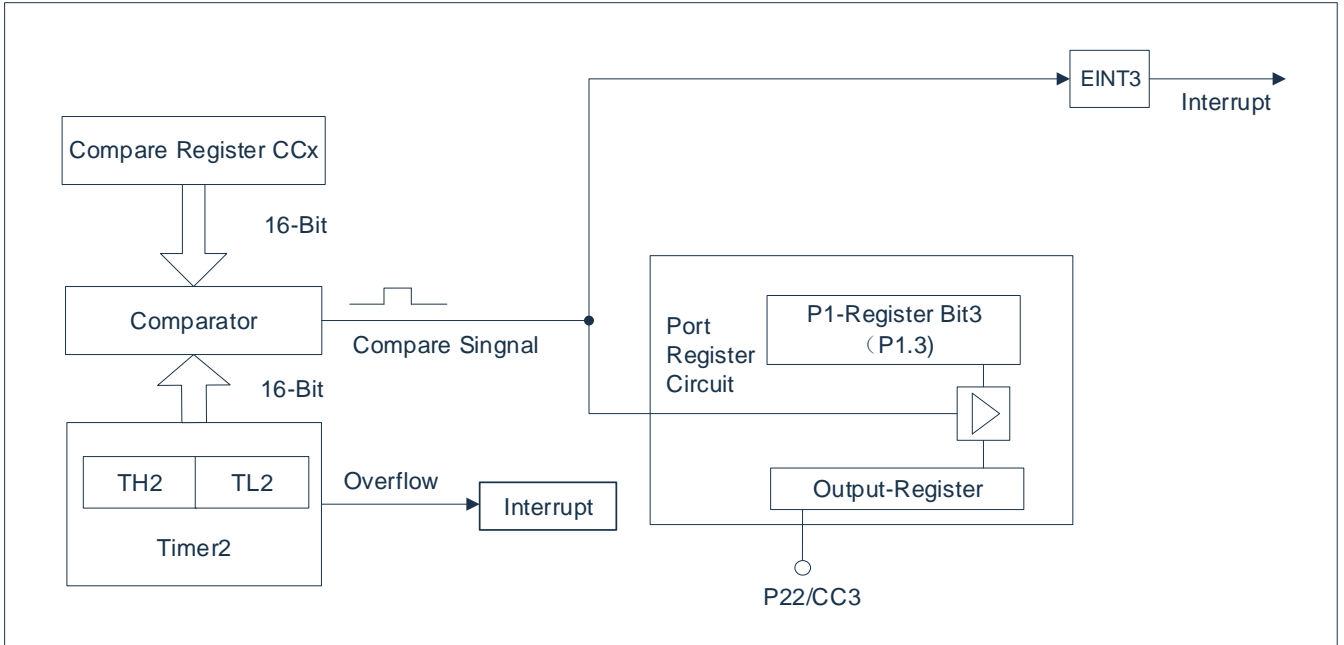 EINT3
Interrupt
Compare Register CCx
16-Bit
Comparator
Compare Singnal
16-Bit
TH2
TL2
Timer2
Overflow
Interrupt
Port
Register
Circuit
P1-Register Bit3
（P1.3)
Output-Register
P22/CC3